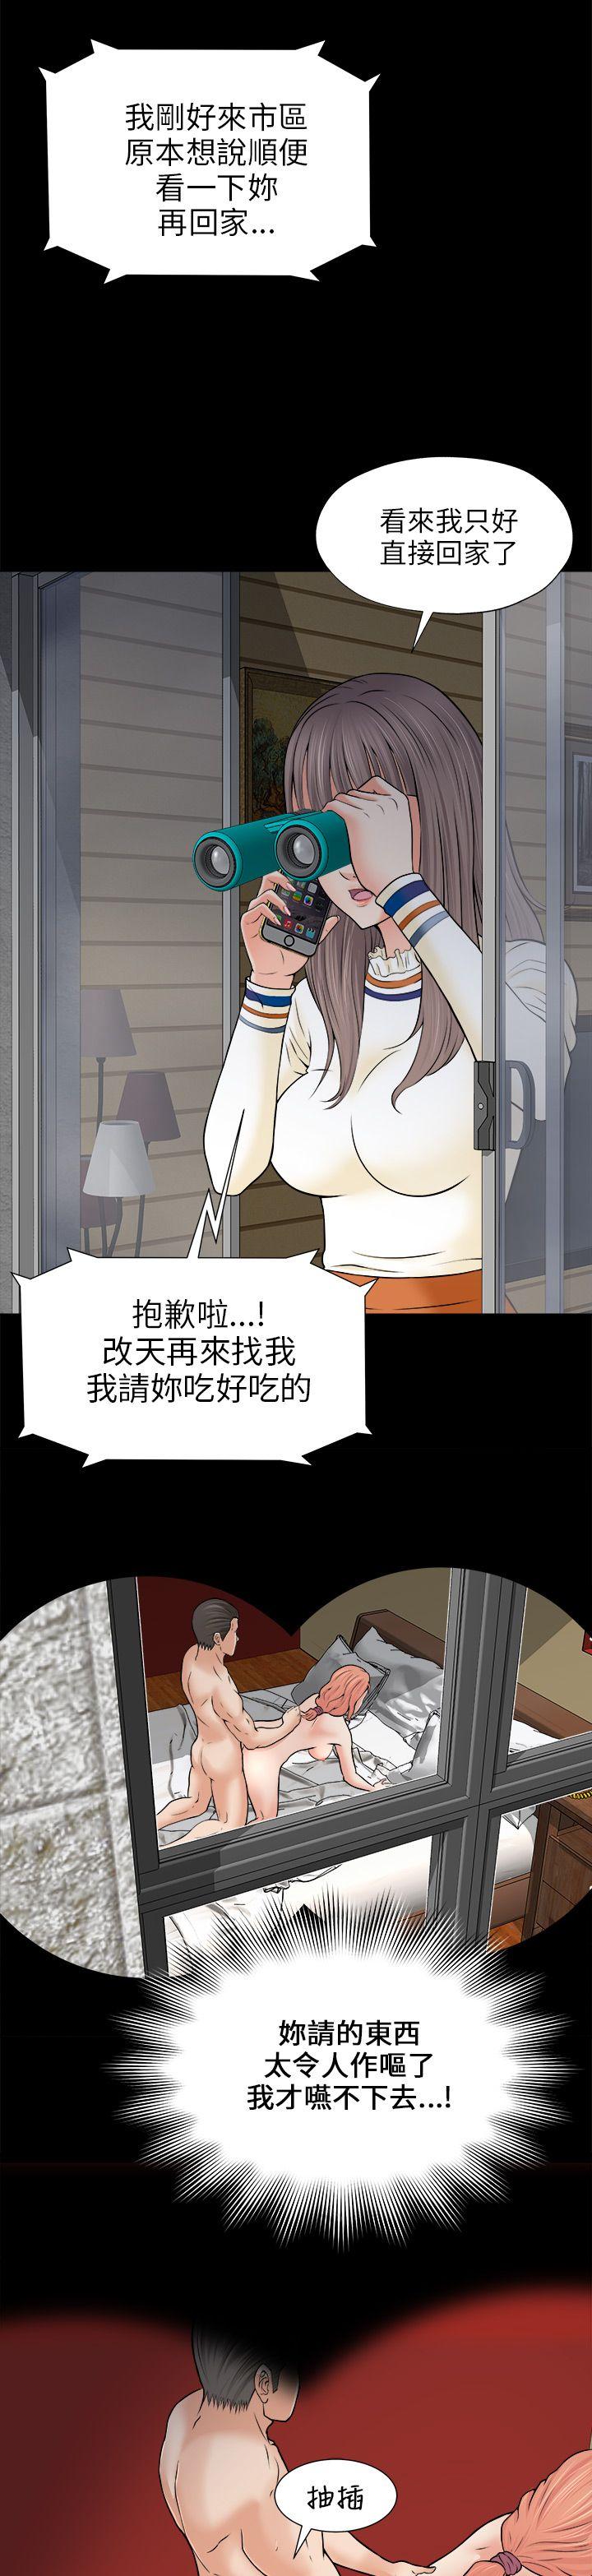 我剛好來市區
原本想說順便
看一下妳
再回家...
看來我只好
直接回家了
抱歉啦...!
改天再來找我
我請妳吃好吃的
妳請的東西
太令人作嘔了
我才嚥不下去...!
抽插